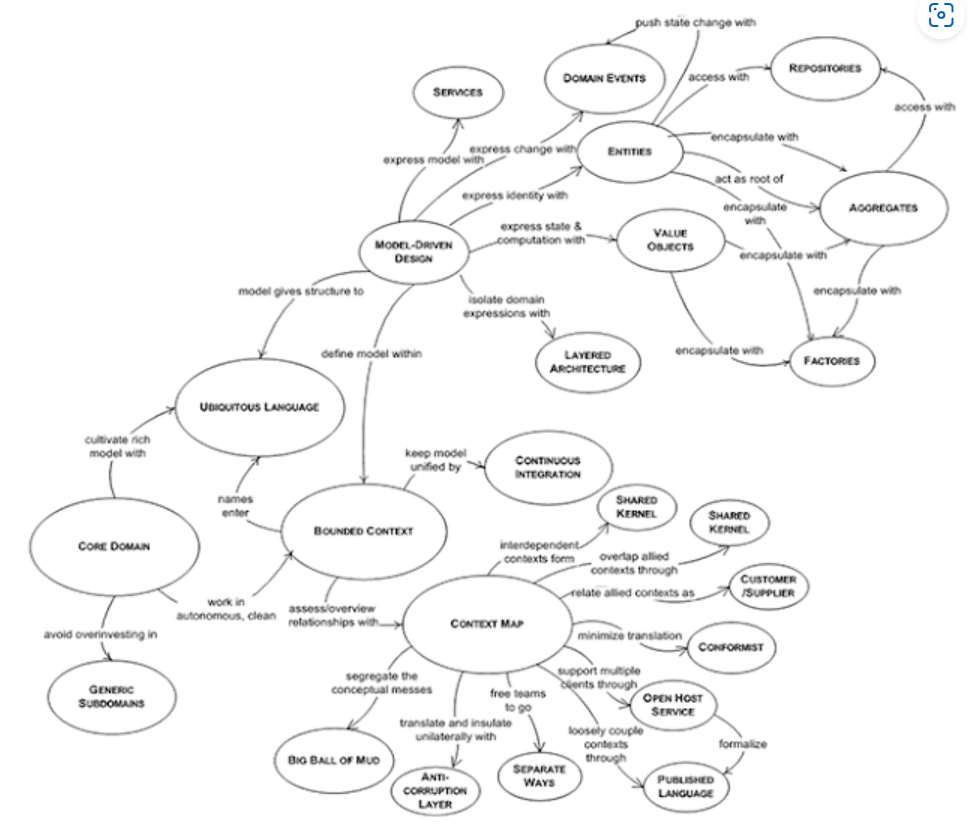 push state change with
DOMAIN EVENTS
REPOSITORIES
access with
SERVICES
access with
express change with
encapsulate with
ENTITIES
express model with
act as root of
express identity with
encapsulate
with
AGGREGATES
express state &
computation with
VALUE
OBJECTS
MODEL-DRIVEN
DESIGN
encapsulate with
model gives structure to
isolate domain
expressions with
encapsulate with
define model within
encapsulate with
LAYERED
ARCHITECTURE
FACTORIES
UBIQUITOUS LANGUAGE
cultivate rich
model with
keep model
unified by
CONTINUOUS
INTEGRATION
names
enter
SHARED
KERNEL
SHARED
KERNEL
BOUNDED CONTEXT
CORE DOMAIN
interdependent
contexts form
overlap allied
contexts through
CUSTOMER
/SUPPLIER
relate allied contexts as
work in
autonomous, clean
assess/overview
relationships with
CONTEXT MAP
minimize translation
CONFORMIST
avoid overinvesting in
support multiple
clients through
segregate the
conceptual messes
GENERIC
SUBDOMAINS
free teams
to go
OPEN HOST
SERVICE
translate and insulate
unilaterally with
loosely couple
contexts
through
formalize
BIG BALL OF MUD
SEPARATE
WAYS
ANTI-
CORRUPTION
LAYER
PUBLISHED
LANGUAGE